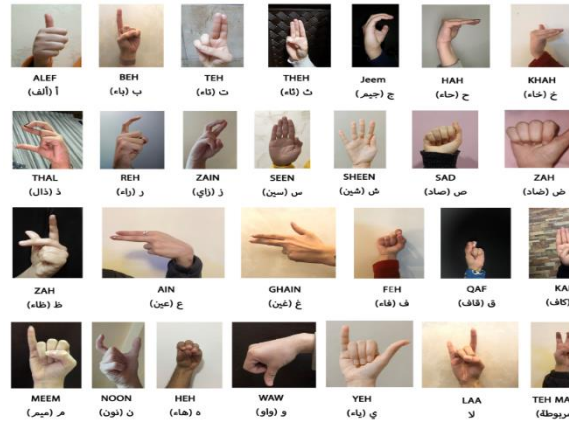 ALEF BEH TEH THEH Jeem HAH KHAH
أ (ألف) ب (باء) ت (تاء) ث (ثاء) ج (جيم) ح (حاء) خ (خاء)
THAL REH ZAIN SEEN SHEEN SAD ZAH
ذ (ذال) ر (راء) ز (زاي) س (سين) ش (شين) ص (صاد) ض (ضاد)
ZAH AIN GHAIN FEH QAF
ظ (ظاء) ع (عين) غ (غين) ف (فاء) ق (قاف) (كاف)
MEEM NOON HEH WAW YEH LAA TEH
م (ميم) ن (نون) ه (هاء) و (واو) ي (ياء) لا